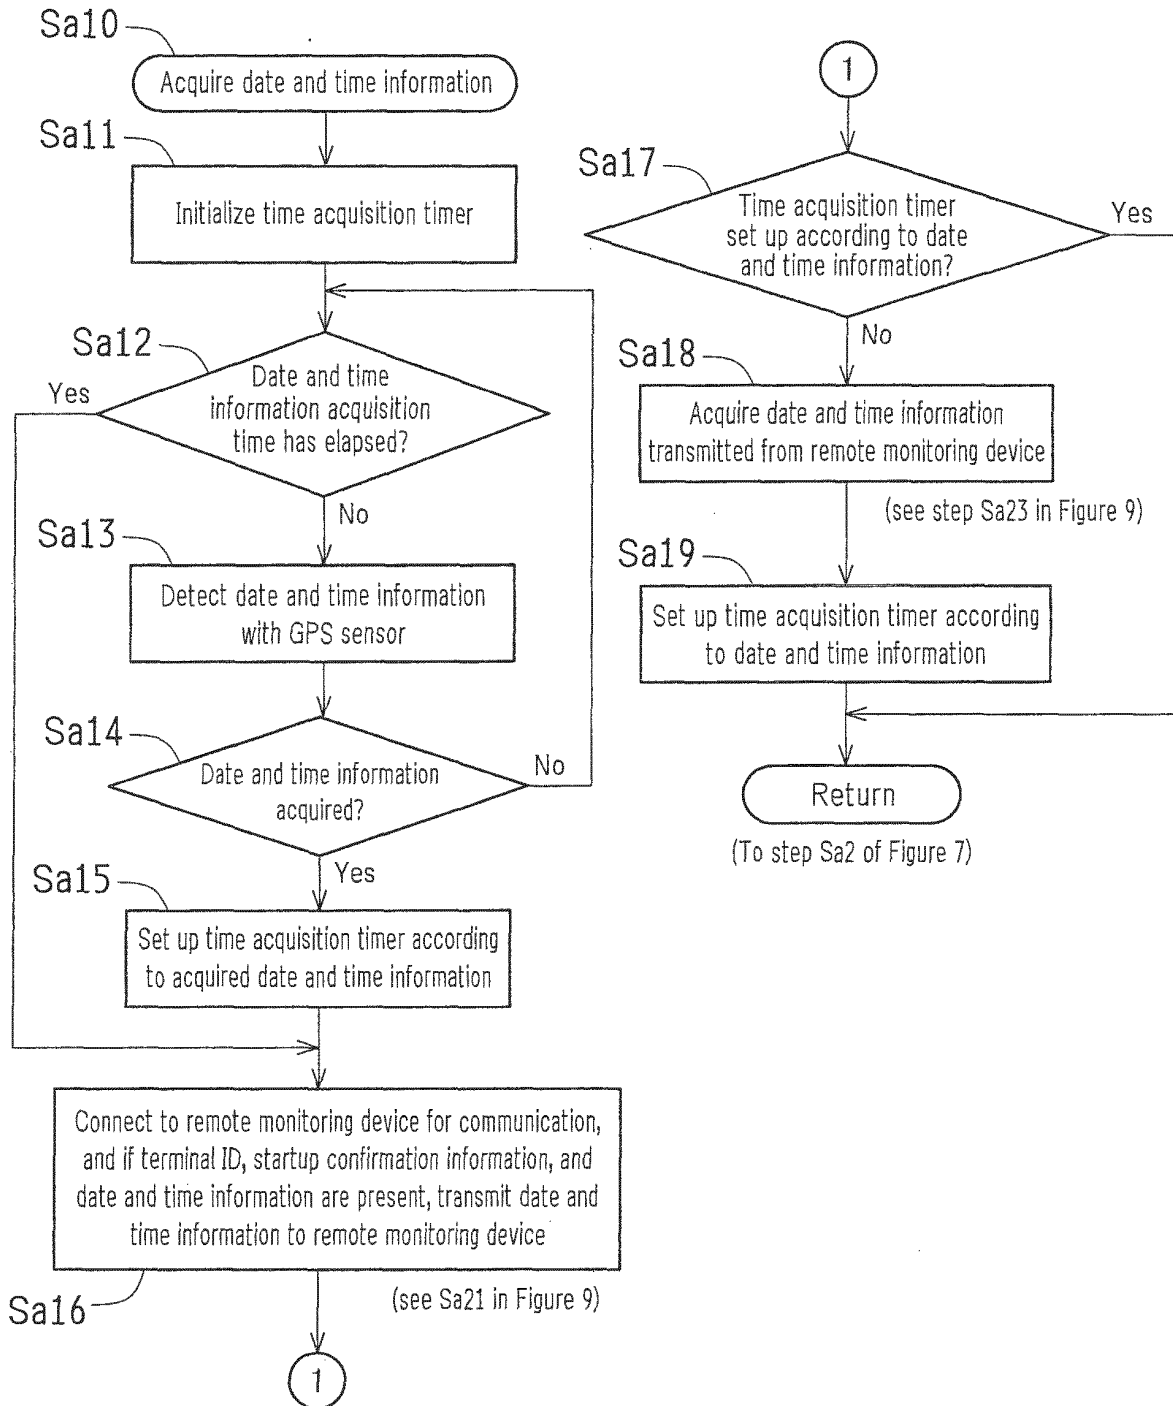 Sa10
Acquire date and time information
Sa11
Initialize time acquisition timer
Sa12
Yes
Date and time
information acquisition
time has elapsed?
No
Sa13
Detect date and time information
with GPS sensor
Sa14
Date and time information
acquired?
No
Yes
Sa15
Set up time acquisition timer according
to acquired date and time information
Connect to remote monitoring device for communication,
and if terminal ID, startup confirmation information, and
date and time information are present, transmit date and
time information to remote monitoring device
Sa16
(see Sa21 in Figure 9)
1
1
Sa17
Time acquisition timer
set up according to date
and time information?
Yes
No
Sa18
Acquire date and time information
transmitted from remote monitoring device
(see step Sa23 in Figure 9)
Sa19
Set up time acquisition timer according
to date and time information
Return
(To step Sa2 of Figure 7)